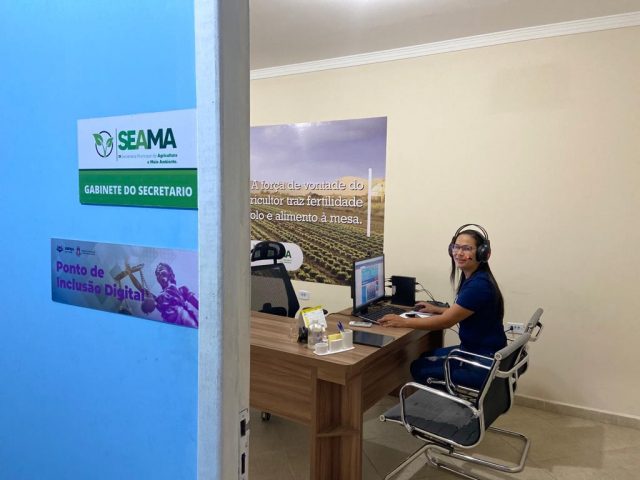 SEAMA
Secretaria Municipal de Agricultura
e Meio Ambiente
GABINETE DO SECRETARIO
Ponto de
Inclusão Digital
A força de vontade do
ricultor traz fertilidade
olo e alimento à mesa.
AMA